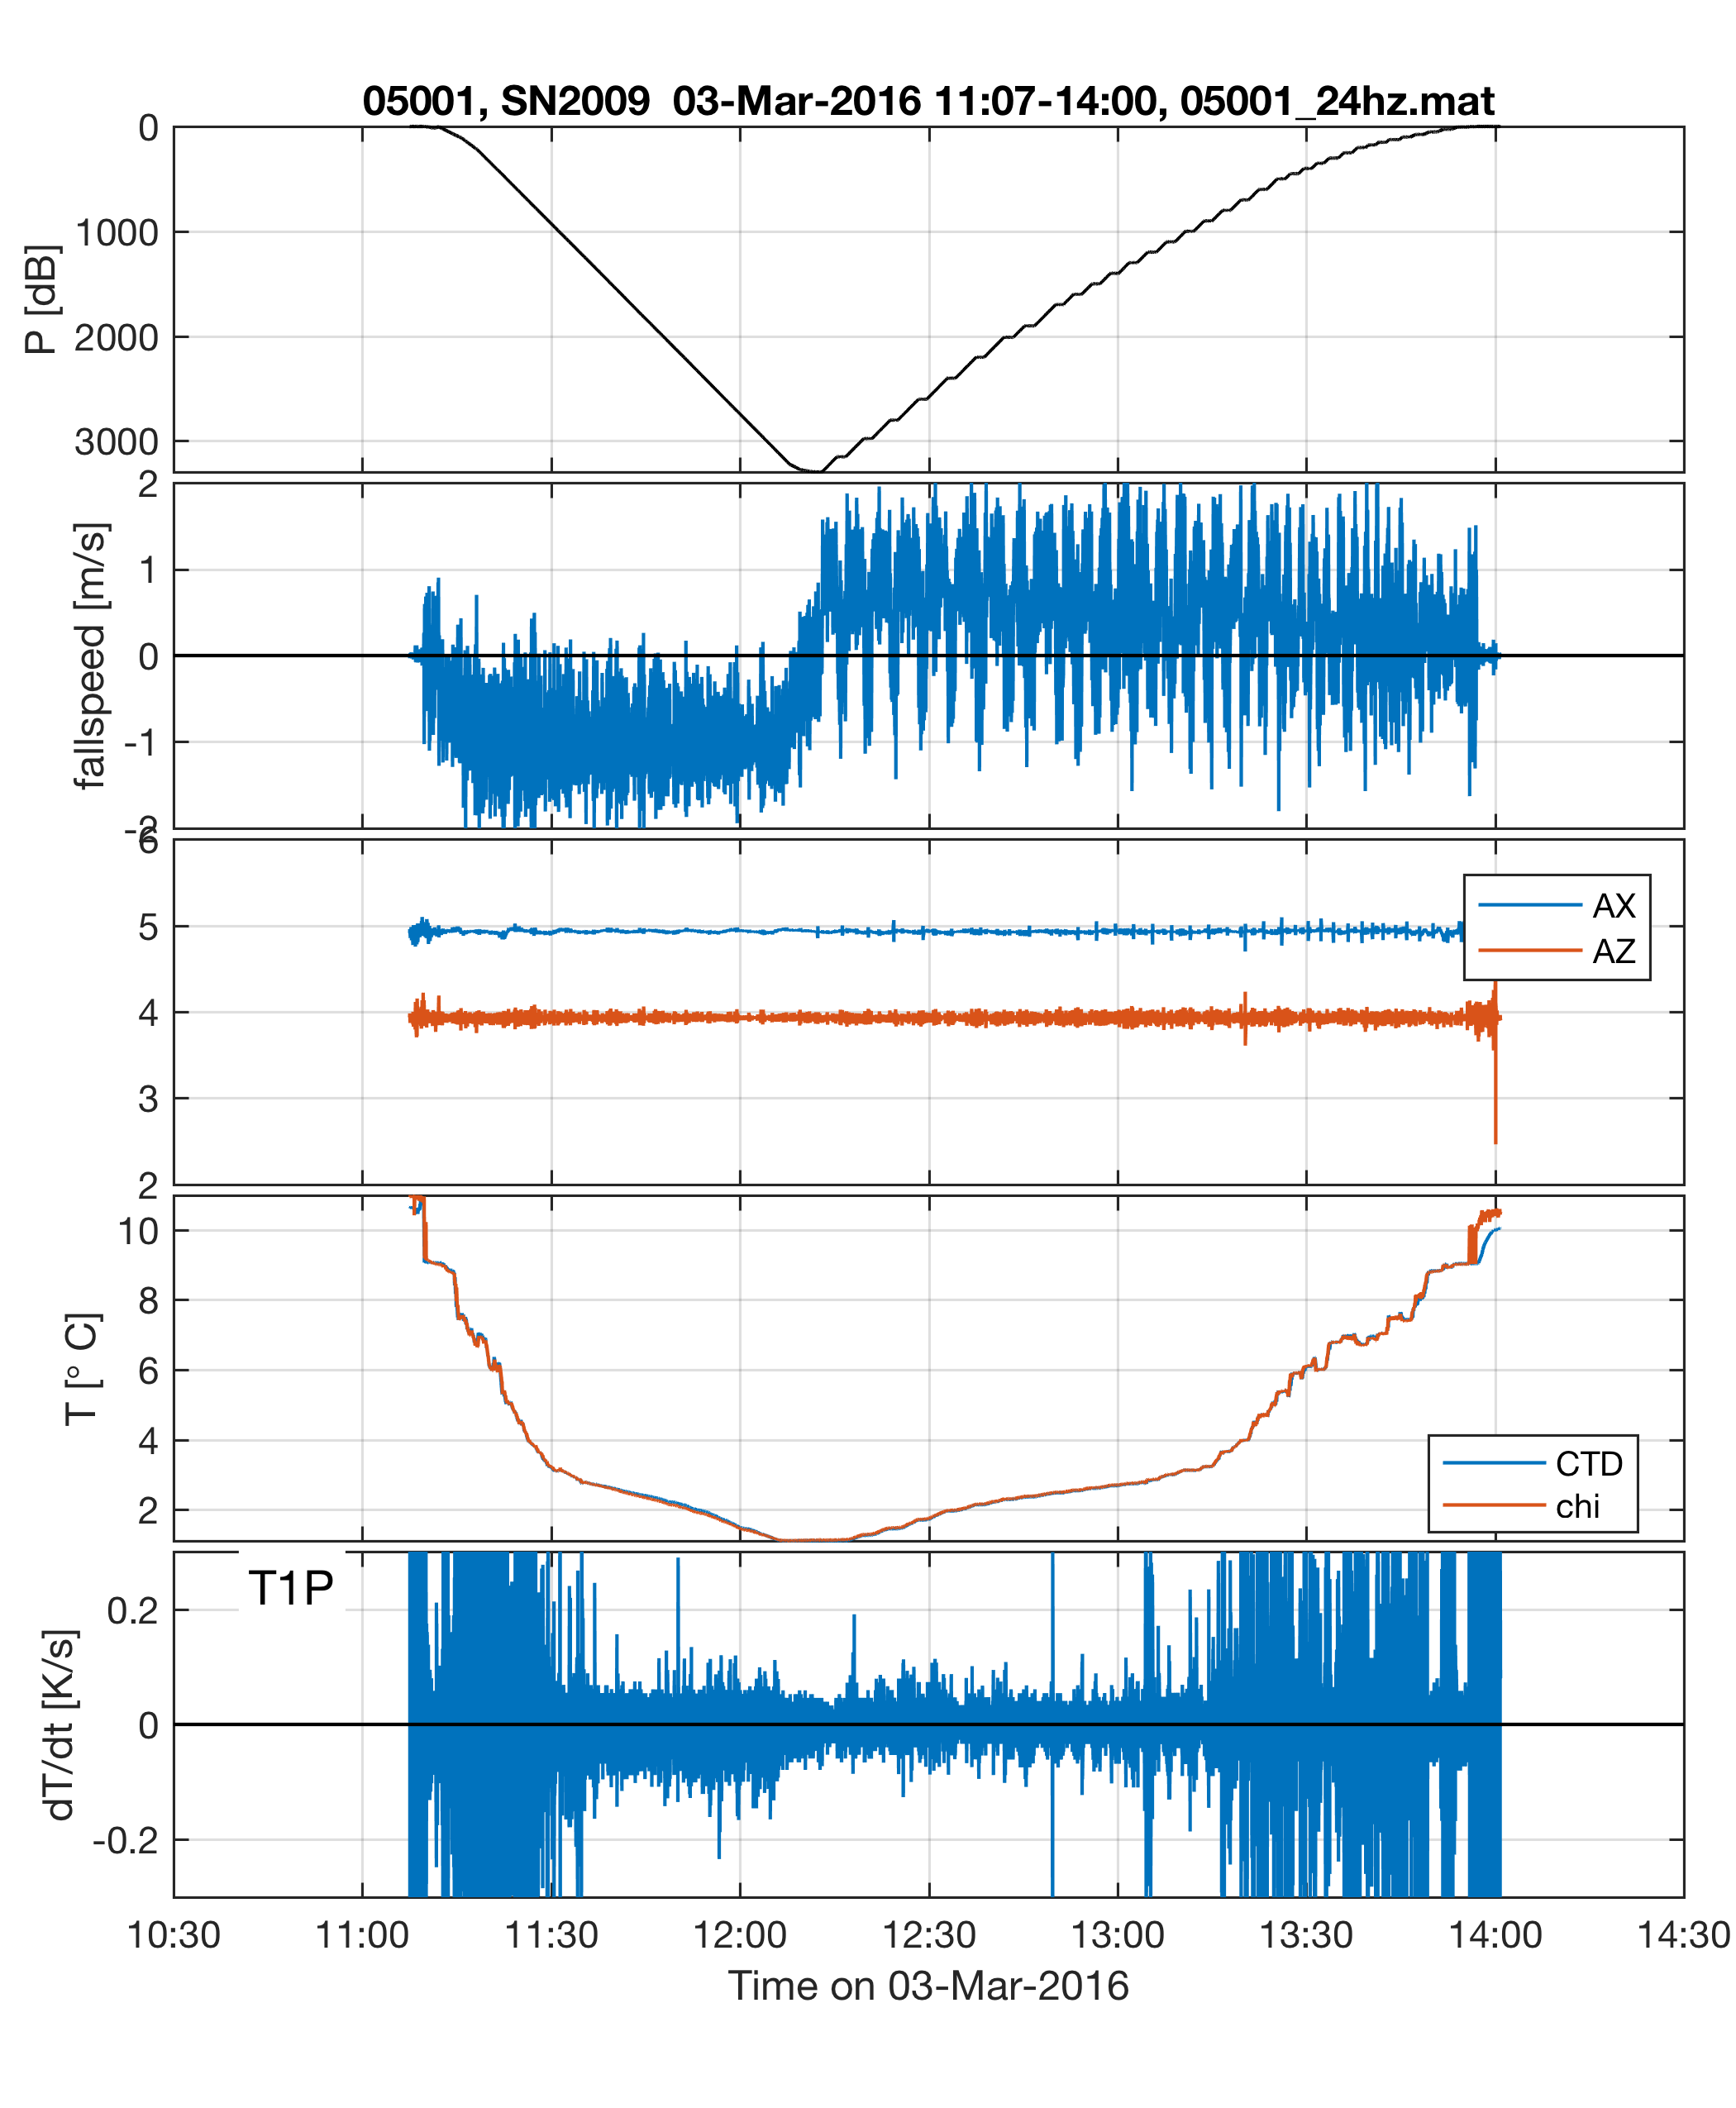 05001, SN2009  03-Mar-2016 11:07-14:00, 05001_24hz.mat
0
1000
2000
3000
P [dB]
2
1
0
-1
-2
fallspeed [m/s]
6
5
4
3
2
AX
AZ
10
8
6
4
2
T [° C]
CTD
chi
T1P
0.2
0
-0.2
dT/dt [K/s]
10:30 11:00 11:30 12:00 12:30 13:00 13:30 14:00 14:30
Time on 03-Mar-2016